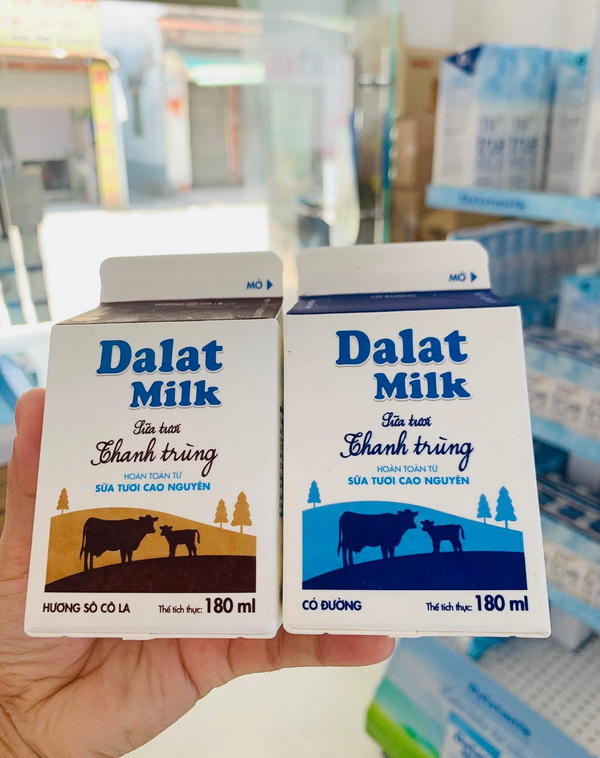 MỞ
Dalat
Milk
Sữa tươi
Thanh trùng
HOÀN TOÀN TỪ
SỮA TƯƠI CAO NGUYÊN
HƯƠNG SÔ CÔ LA
Thể tích thực: 180 ml
MỞ
Dalat
Milk
Sữa tươi
Thanh trùng
HOÀN TOÀN TỪ
SỮA TƯƠI CAO NGUYÊN
CÓ ĐƯỜNG
Thể tích thực: 180 ml